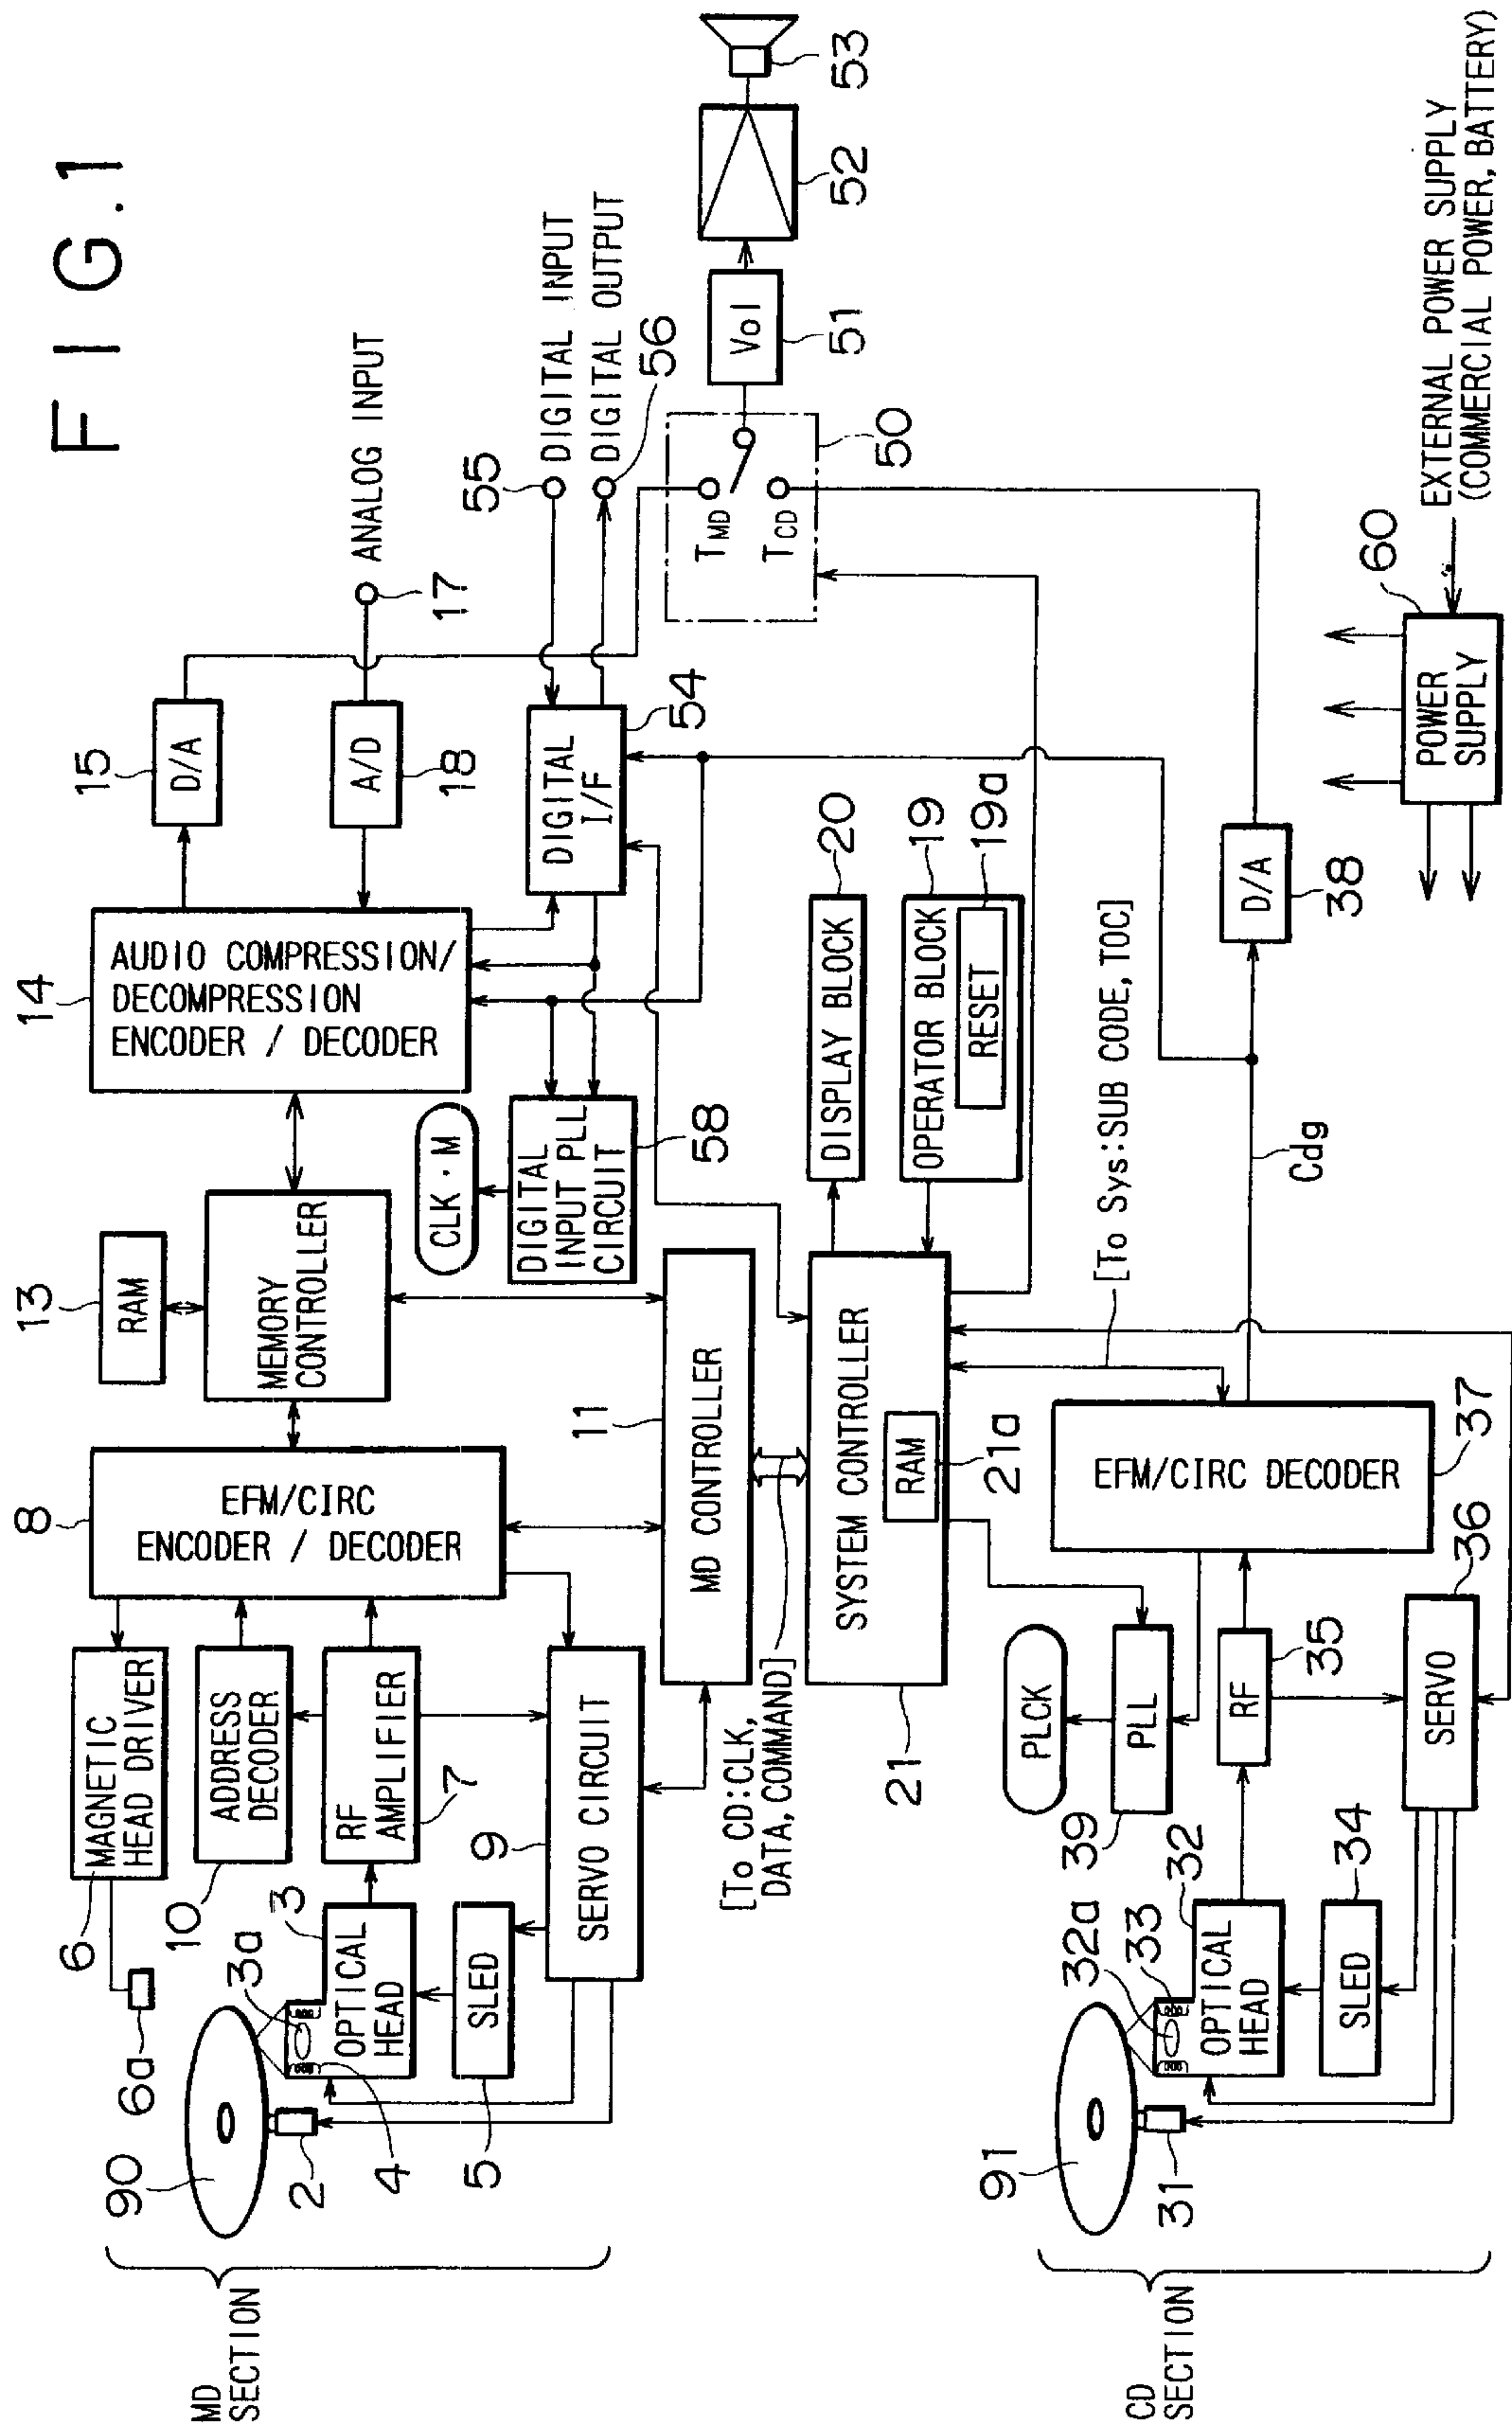 FIG.1
MD
SECTION
90
2
4
5
6a
6
MAGNETIC
HEAD DRIVER
10
ADDRESS
DECODER
3a
3
OPTICAL
HEAD
SLED
RF
AMPLIFIER
7
9
SERVO CIRCUIT
8
EFM/CIRC
ENCODER / DECODER
13
RAM
MEMORY
CONTROLLER
14
AUDIO COMPRESSION/
DECOMPRESSION
ENCODER / DECODER
15
D/A
A/D
18
17
ANALOG INPUT
CLK・M
DIGITAL
INPUT PLL
CIRCUIT
58
DIGITAL
I/F
54
55
DIGITAL INPUT
DIGITAL OUTPUT
56
11
MD CONTROLLER
[To CD:CLK,
DATA, COMMAND]
TMD
TCD
50
Vol
51
52
53
SYSTEM CONTROLLER
RAM
21a
21
DISPLAY BLOCK
20
OPERATOR BLOCK
19
RESET
19a
[To Sys:SUB CODE, TOC]
CD
SECTION
91
31
32a
33
32
OPTICAL
HEAD
SLED
34
39
PLL
PLCK
RF
35
SERVO
36
EFM/CIRC DECODER
37
Cdg
D/A
38
POWER
SUPPLY
60
EXTERNAL POWER SUPPLY
(COMMERCIAL POWER, BATTERY)